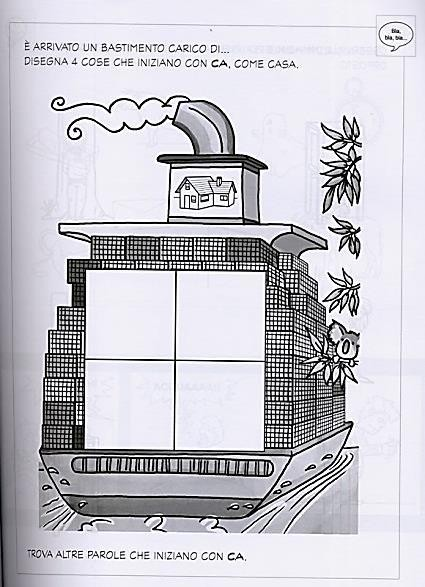 Bla,
bla, bla...
È ARRIVATO UN BASTIMENTO CARICO DI...
DISEGNA 4 COSE CHE INIZIANO CON CA, COME CASA.
TROVA ALTRE PAROLE CHE INIZIANO CON CA.